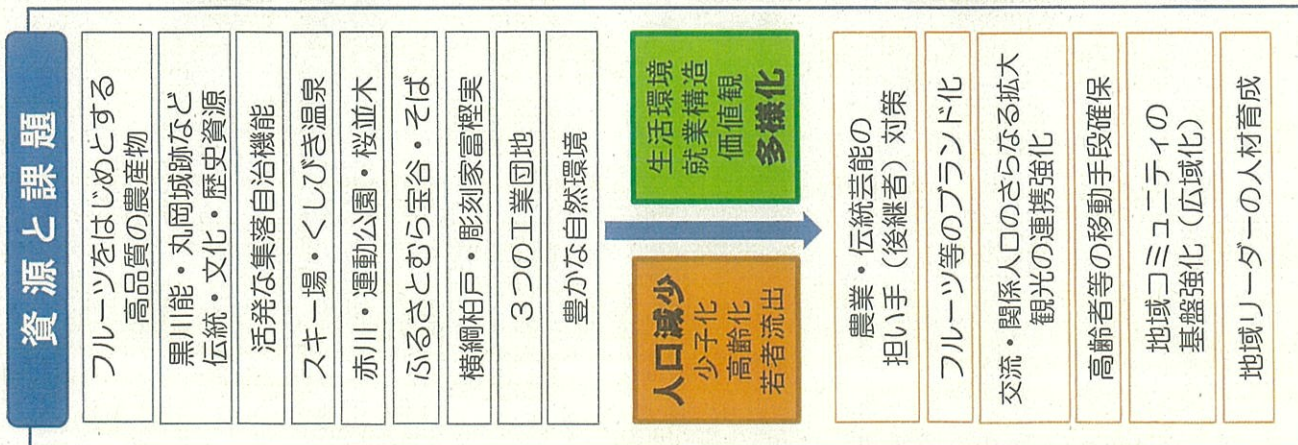 資源と課題
フルーツをはじめとする
高品質の農産物
黒川能・丸岡城跡など
伝統・文化・歴史資源
活発な集落自治機能
スキー場・くしびき温泉
赤川・運動公園・桜並木
ふるさとむら宝谷・そば
横綱柏戸・彫刻家富樫実
3つの工業団地
豊かな自然環境
人口減少
少子化
高齢化
若者流出
生活環境
就業構造
価値観
多様化
農業・伝統芸能の
担い手（後継者）対策
フルーツ等のブランド化
交流・関係人口のさらなる拡大
観光の連携強化
高齢者等の移動手段確保
地域コミュニティの
基盤強化（広域化）
地域リーダーの人材育成